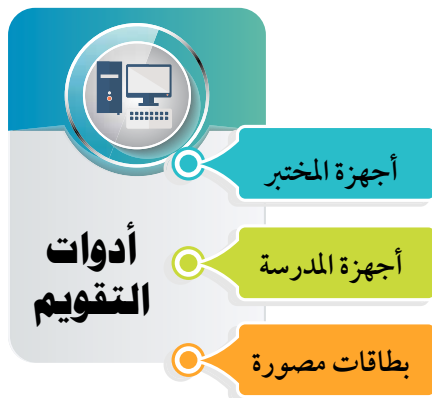 أجهزة المختبر
أجهزة المدرسة
أدوات
التقويم
بطاقات مصورة